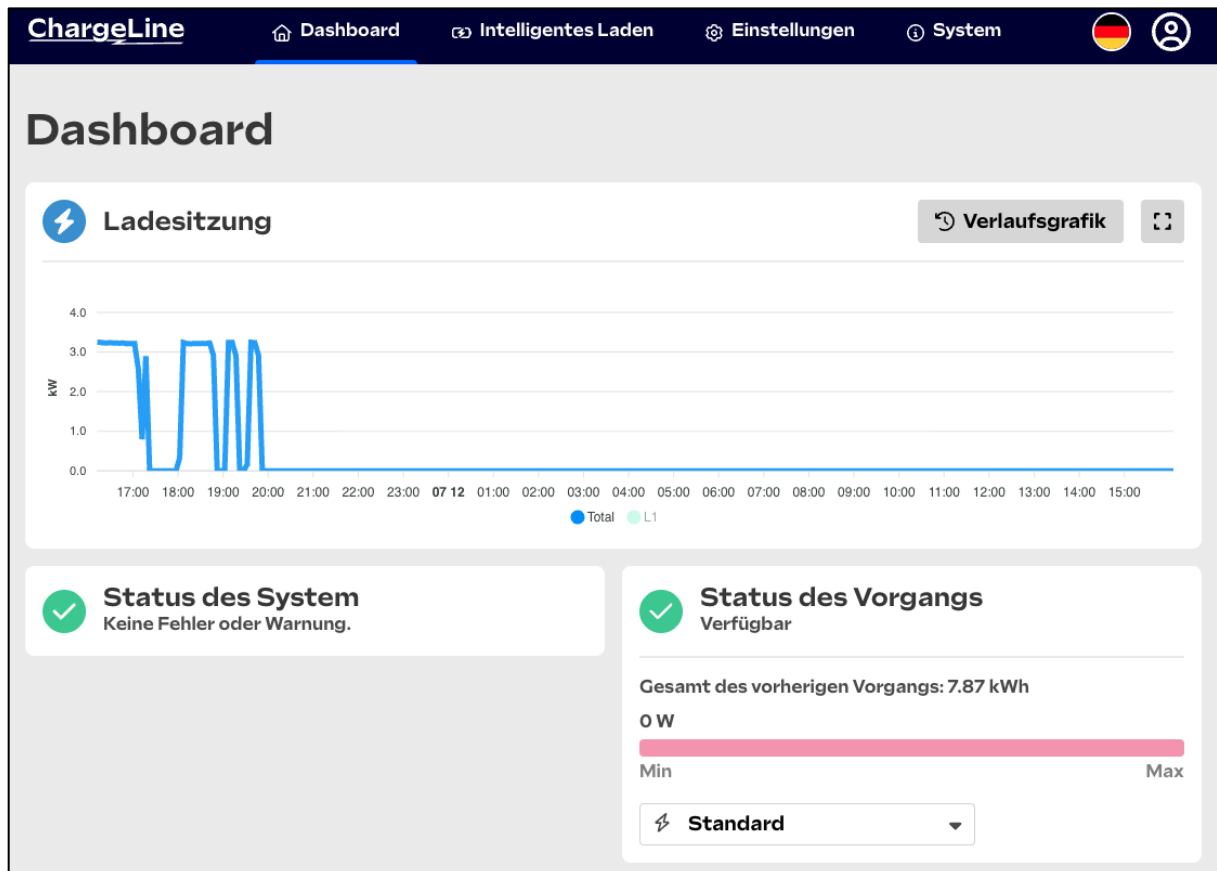 ChargeLine Dashboard Intelligentes Laden Einstellungen System
Dashboard
Ladesitzung
Verlaufsgrafik
4.0
3.0
2.0
1.0
0.0
kW
17:00 18:00 19:00 20:00 21:00 22:00 23:00 07 12 01:00 02:00 03:00 04:00 05:00 06:00 07:00 08:00 09:00 10:00 11:00 12:00 13:00 14:00 15:00
Total L1
Status des System
Keine Fehler oder Warnung.
Status des Vorgangs
Verfügbar
Gesamt des vorherigen Vorgangs: 7.87 kWh
0 W
Min Max
Standard